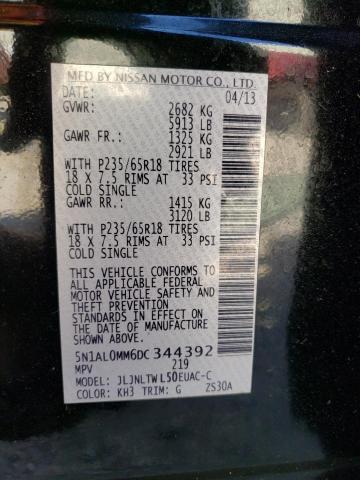 MFD BY NISSAN MOTOR CO., LTD.
DATE: 04/13
GVWR: 2682 KG
5913 LB
GAWR FR.: 1325 KG
2921 LB
WITH P235/65R18 TIRES
18 X 7.5 RIMS AT 33 PSI
COLD SINGLE
GAWR RR.: 1415 KG
3120 LB
WITH P235/65R18 TIRES
18 X 7.5 RIMS AT 33 PSI
COLD SINGLE
THIS VEHICLE CONFORMS TO
ALL APPLICABLE FEDERAL
MOTOR VEHICLE SAFETY
AND THEFT PREVENTION
STANDARDS IN EFFECT ON
THE DATE OF MANUFACTURE
SHOWN ABOVE.
5N1AL0MM6DC344392
MPV 219
MODEL: JLJNLTWL50EUAC-C
COLOR: KH3 TRIM: G ZS30A